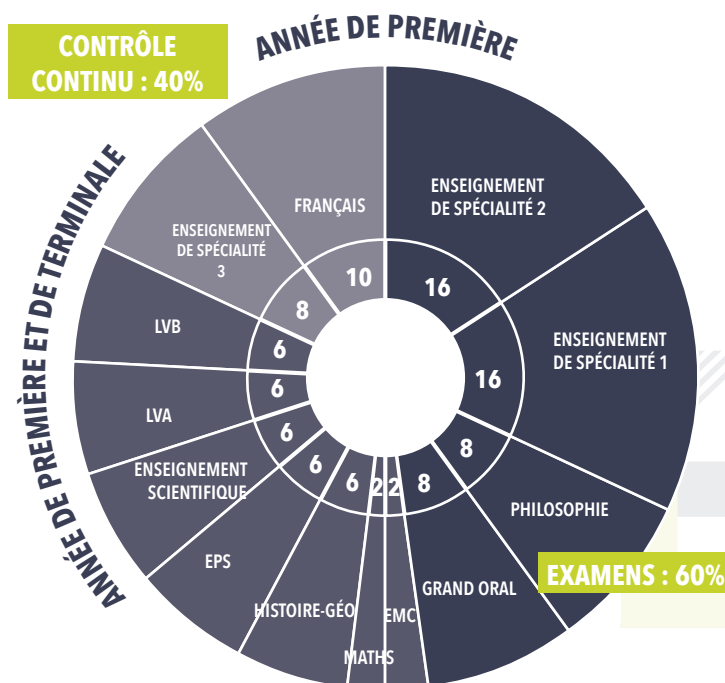 CONTRÔLE
CONTINU : 40%
ANNÉE DE PREMIÈRE
ANNÉE DE PREMIÈRE ET DE TERMINALE
ENSEIGNEMENT
DE SPÉCIALITÉ 2
16
ENSEIGNEMENT
DE SPÉCIALITÉ 1
16
PHILOSOPHIE
8
EXAMENS : 60%
GRAND ORAL
8
EMC
2
MATHS
2
HISTOIRE-GÉO
6
EPS
6
ENSEIGNEMENT
SCIENTIFIQUE
6
LVA
6
LVB
6
ENSEIGNEMENT
DE SPÉCIALITÉ
3
8
FRANÇAIS
10